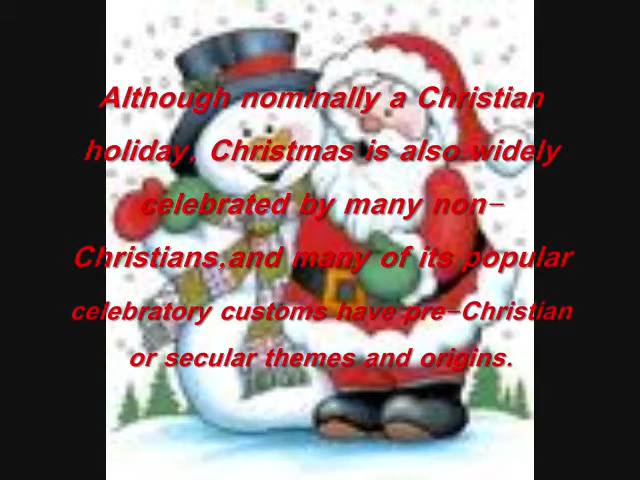 Although nominally a Christian
holiday, Christmas is also widely
celebrated by many non-
Christians,and many of its popular
celebratory customs have pre-Christian
or secular themes and origins.